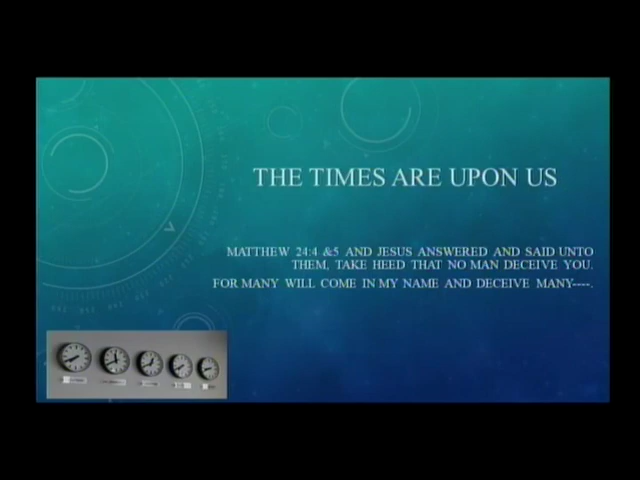 THE TIMES ARE UPON US
MATTHEW 24:4 &5 AND JESUS ANSWERED AND SAID UNTO
THEM, TAKE HEED THAT NO MAN DECEIVE YOU.
FOR MANY WILL COME IN MY NAME AND DECEIVE MANY----.